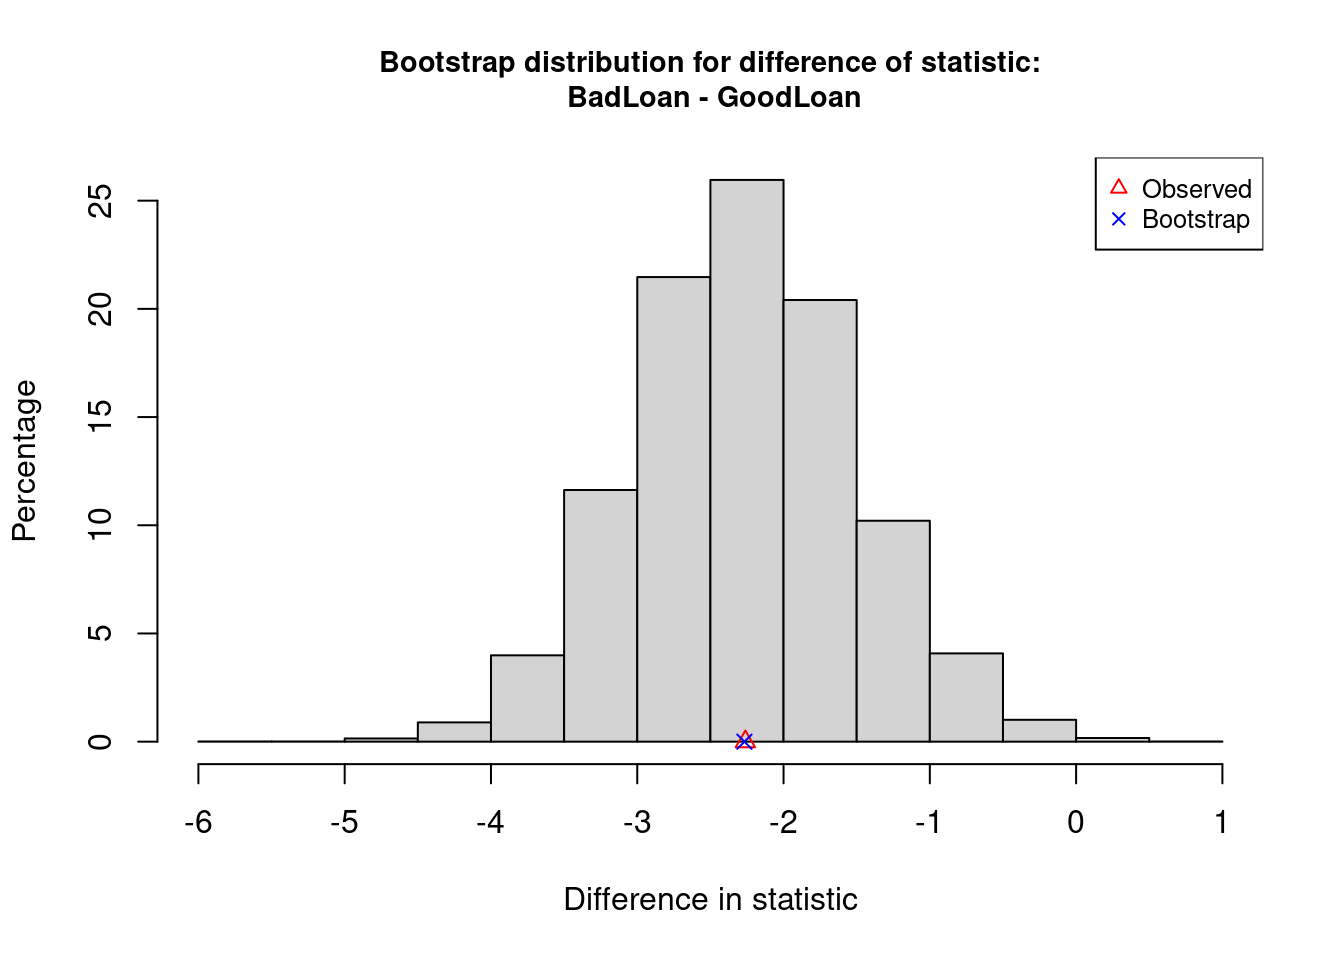 Bootstrap distribution for difference of statistic:
BadLoan - GoodLoan
Observed
Bootstrap
25
20
15
10
5
0
Percentage
-6 -5 -4 -3 -2 -1 0 1
Difference in statistic